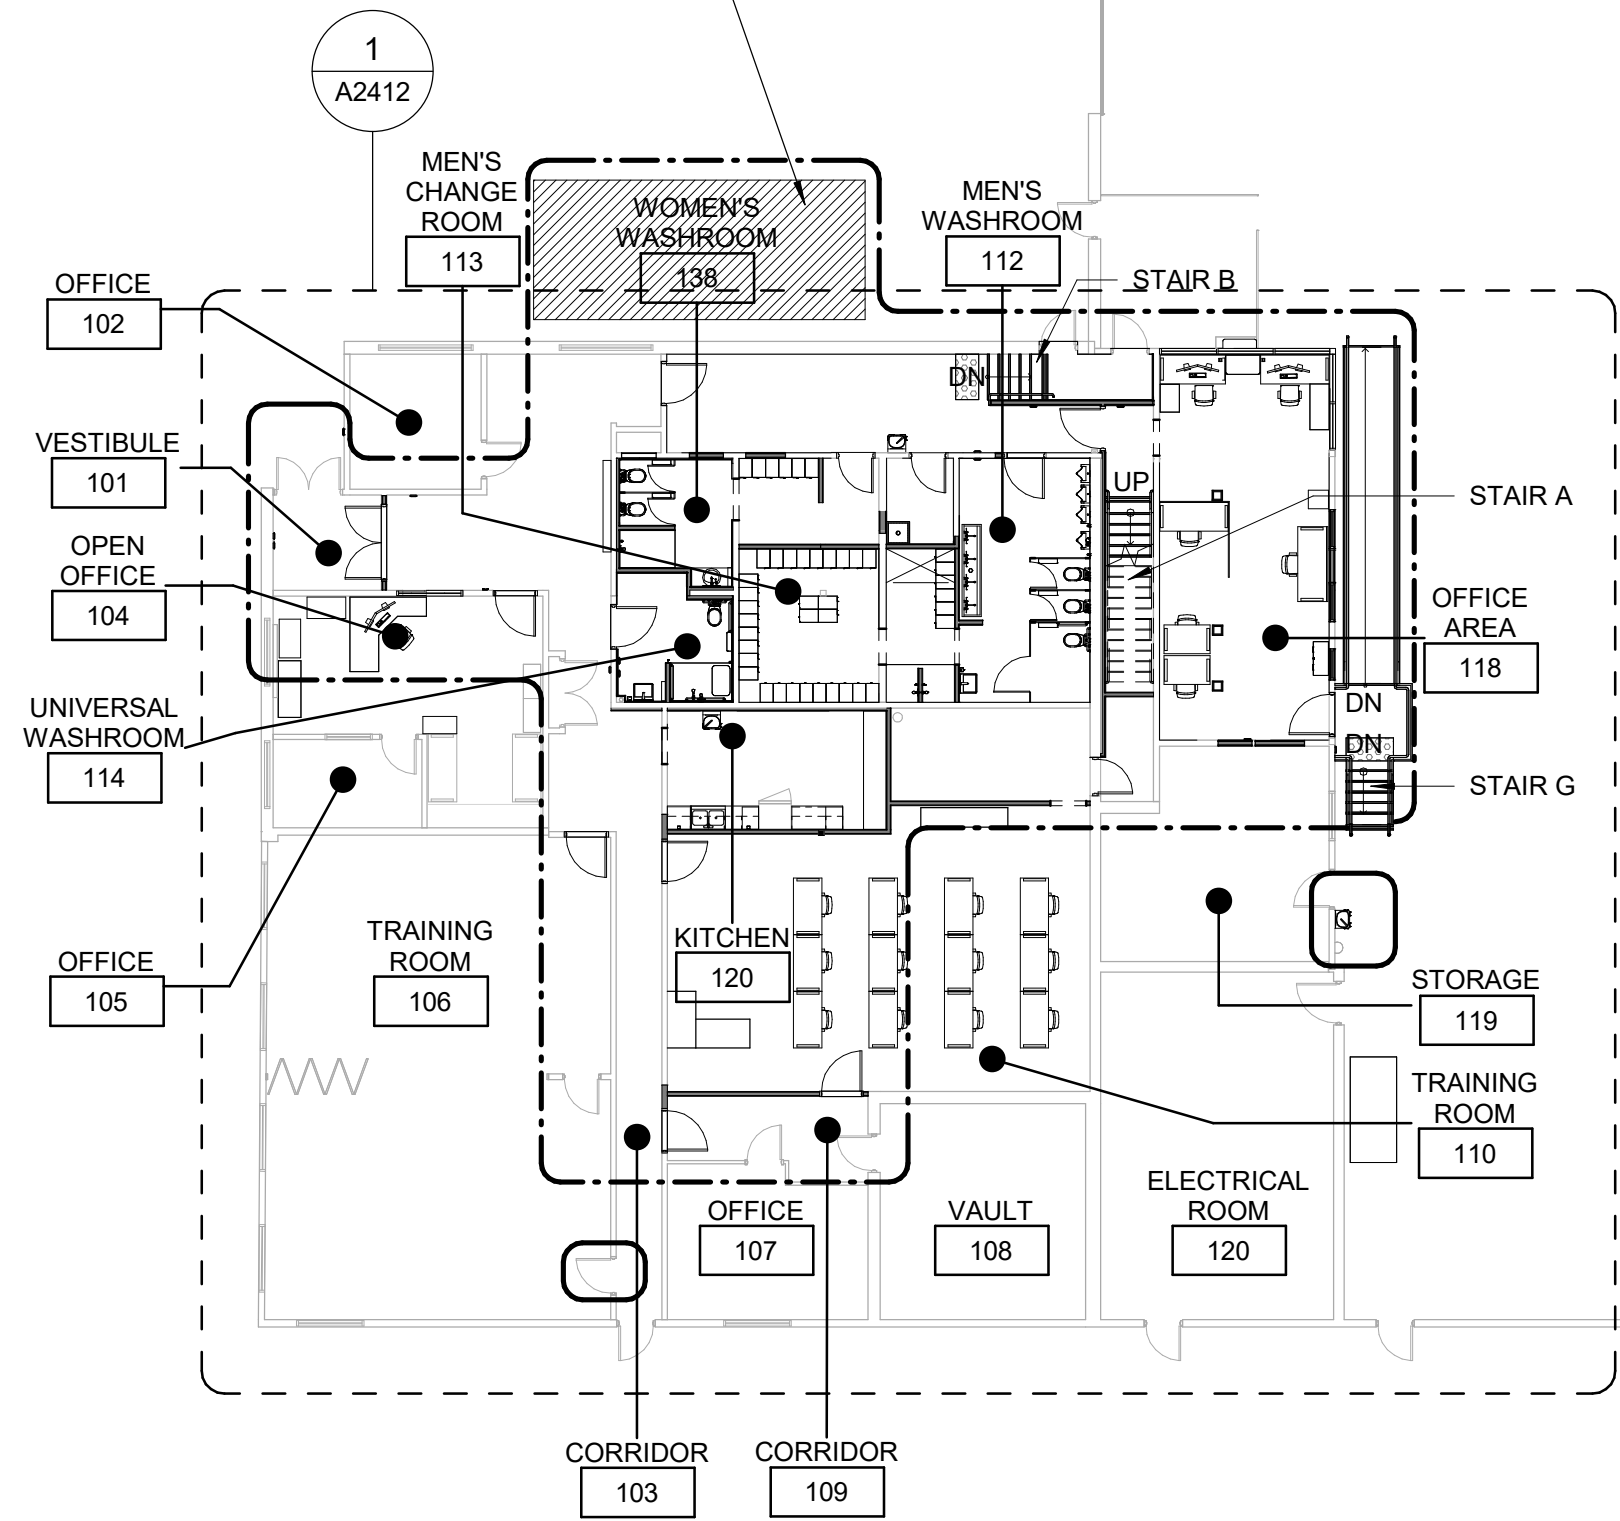 1
A2412
MEN'S
CHANGE
ROOM
113
WOMEN'S
WASHROOM
138
MEN'S
WASHROOM
112
STAIR B
OFFICE
102
DN
VESTIBULE
101
UP
STAIR A
OPEN
OFFICE
104
OFFICE
AREA
118
UNIVERSAL
WASHROOM
114
DN
DN
STAIR G
OFFICE
105
TRAINING
ROOM
106
KITCHEN
120
STORAGE
119
TRAINING
ROOM
110
OFFICE
107
VAULT
108
ELECTRICAL
ROOM
120
CORRIDOR
103
CORRIDOR
109